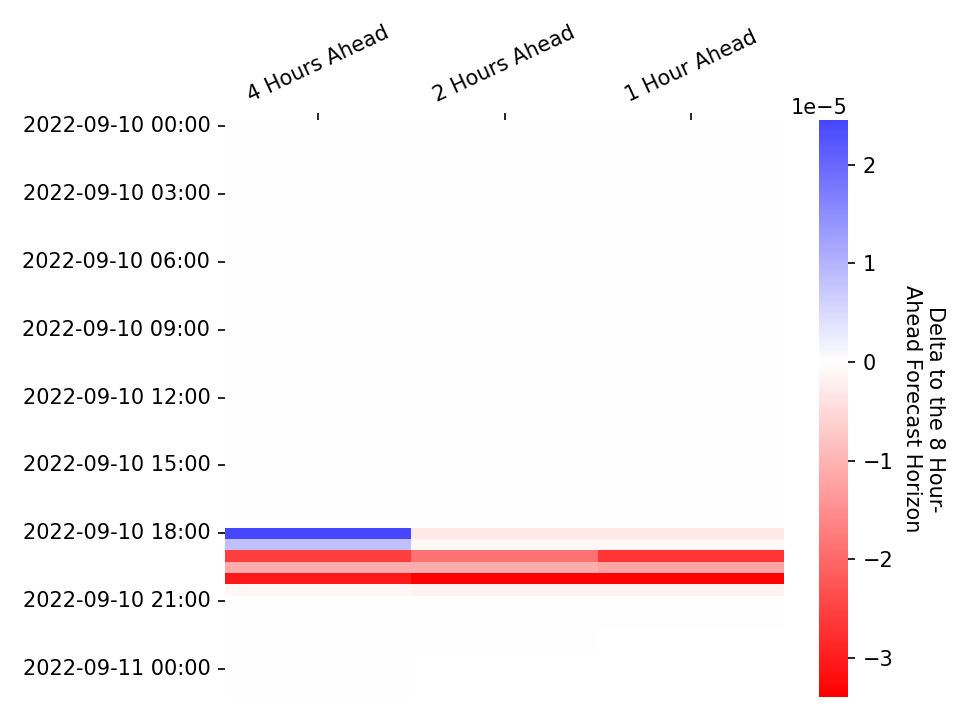 4 Hours Ahead
2 Hours Ahead
1 Hour Ahead
1e−5
2022-09-10 00:00
2022-09-10 03:00
2022-09-10 06:00
2022-09-10 09:00
2022-09-10 12:00
2022-09-10 15:00
2022-09-10 18:00
2022-09-10 21:00
2022-09-11 00:00
2
1
0
−1
−2
−3
Delta to the 8 Hour-
Ahead Forecast Horizon